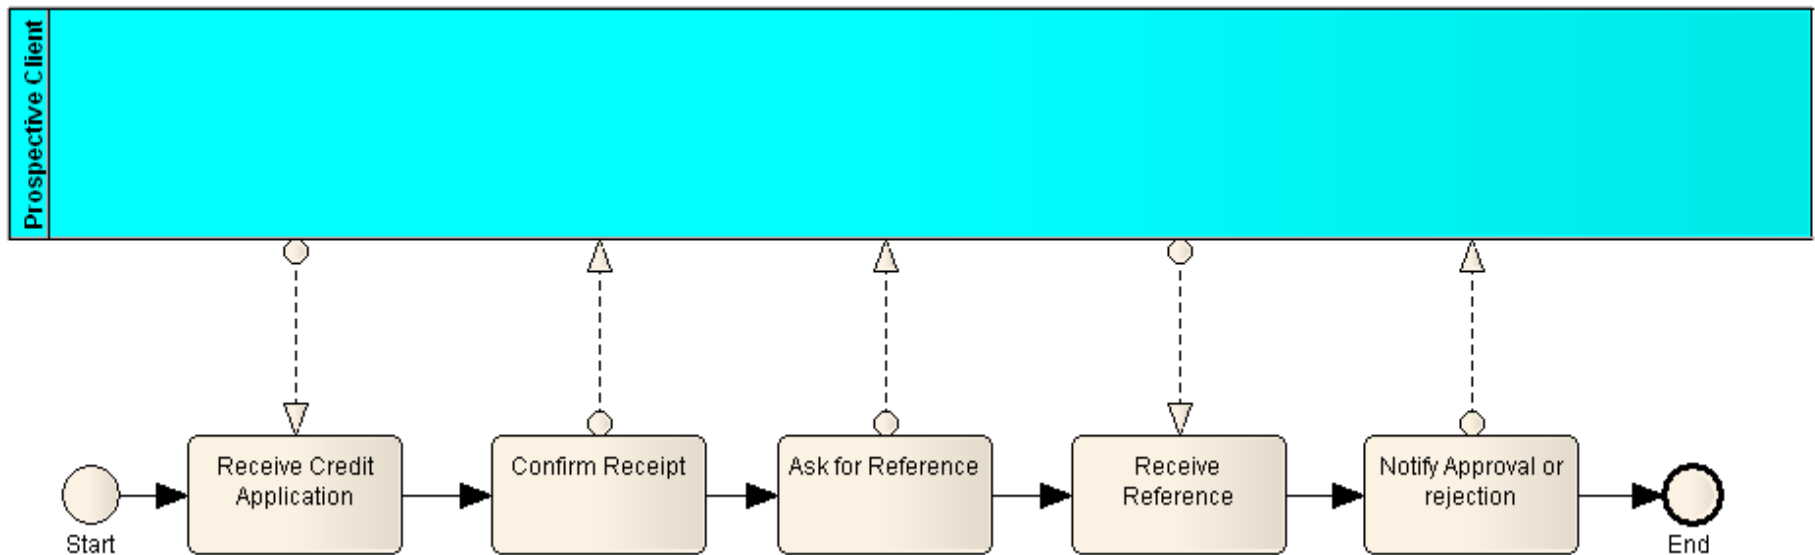 Prospective Client
Receive Credit
Application
Confirm Receipt
Ask for Reference
Receive
Reference
Notify Approval or
rejection
Start
End